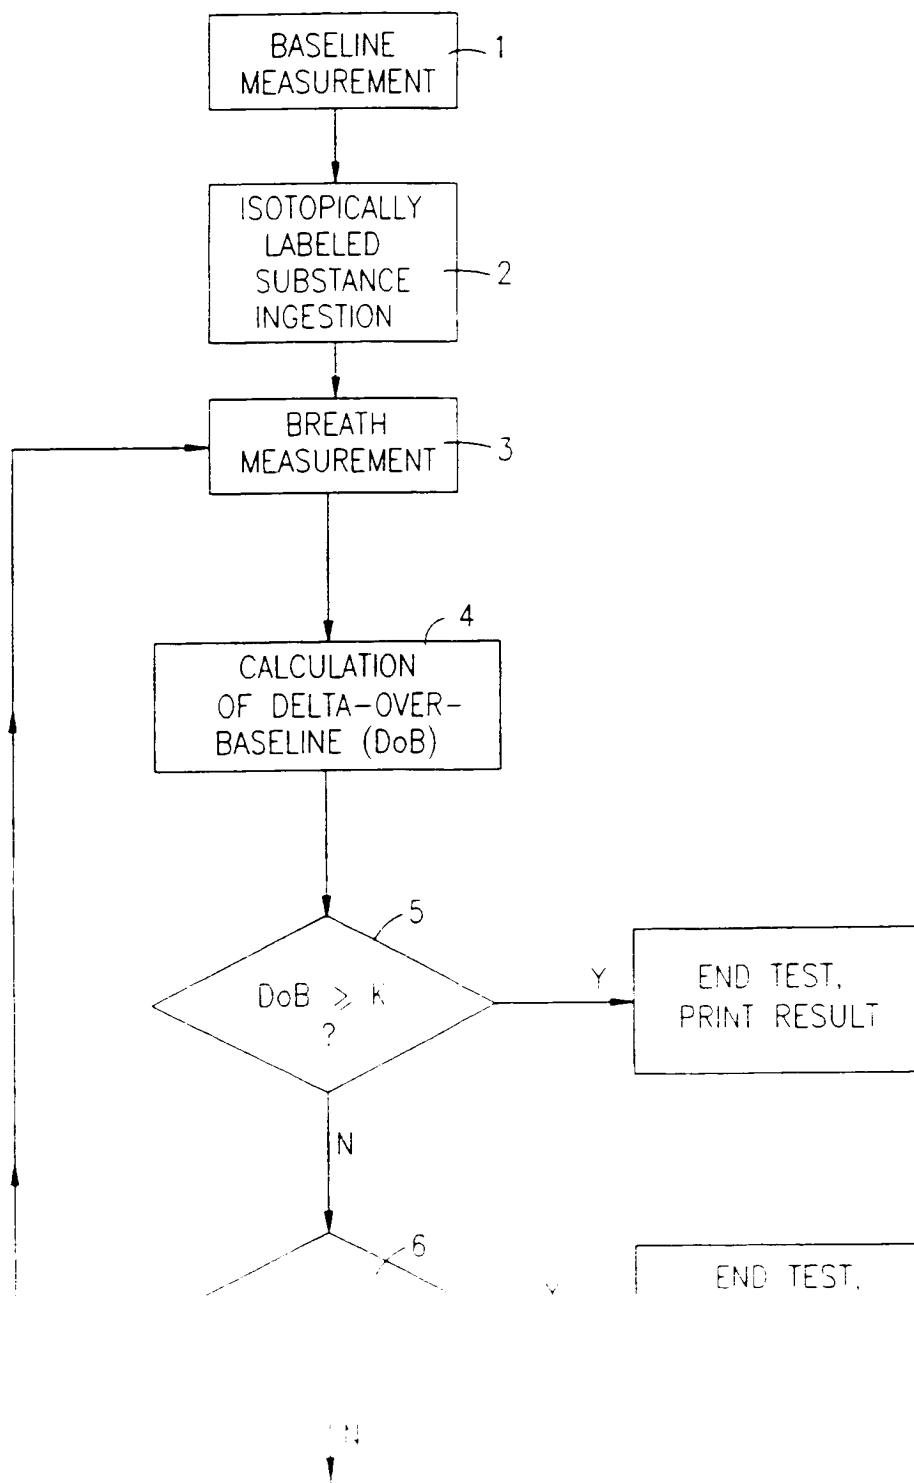 BASELINE
MEASUREMENT
1
ISOTOPICALLY
LABELED
SUBSTANCE
INGESTION
2
BREATH
MEASUREMENT
3
4
CALCULATION
OF DELTA-OVER-
BASELINE (DoB)
5
DoB ⩾ K
?
Y
END TEST,
PRINT RESULT
N
6
END TEST,
N